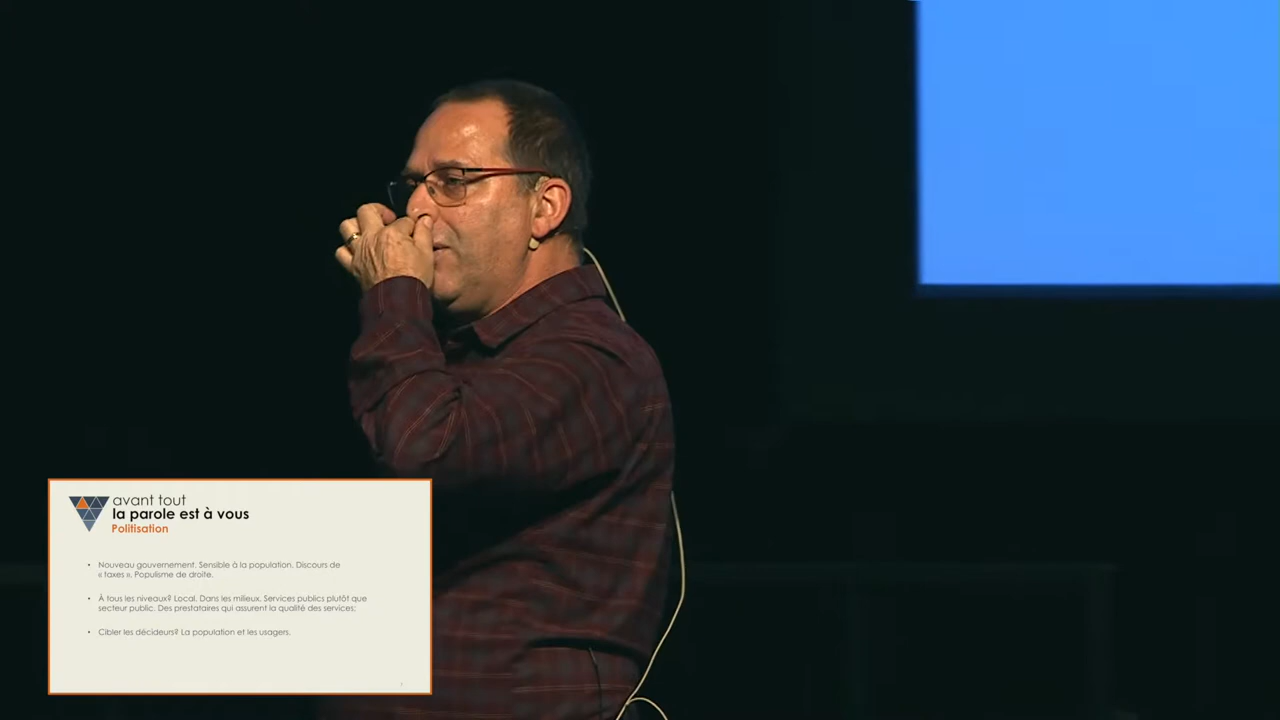 avant tout
la parole est à vous
Politisation
• Nouveau gouvernement. Sensible à la population. Discours de
« taxes ». Populisme de droite.
• À tous les niveaux? Local. Dans les milieux. Services publics plutôt que
secteur public. Des prestataires qui assurent la qualité des services;
• Cibler les décideurs? La population et les usagers.